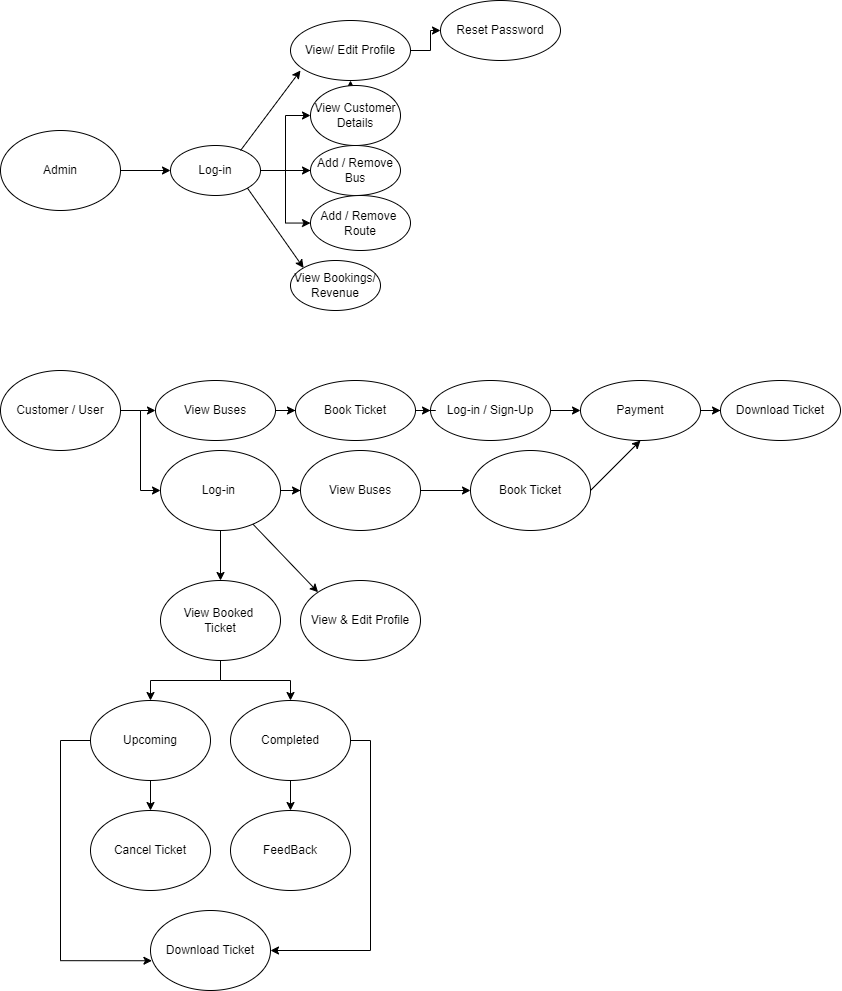 Reset Password
View/ Edit Profile
View Customer
Details
Admin
Log-in
Add / Remove
Bus
Add / Remove
Route
View Bookings/
Revenue
Customer / User
View Buses
Book Ticket
Log-in / Sign-Up
Payment
Download Ticket
Log-in
View Buses
Book Ticket
View Booked
Ticket
View & Edit Profile
Upcoming
Completed
Cancel Ticket
FeedBack
Download Ticket